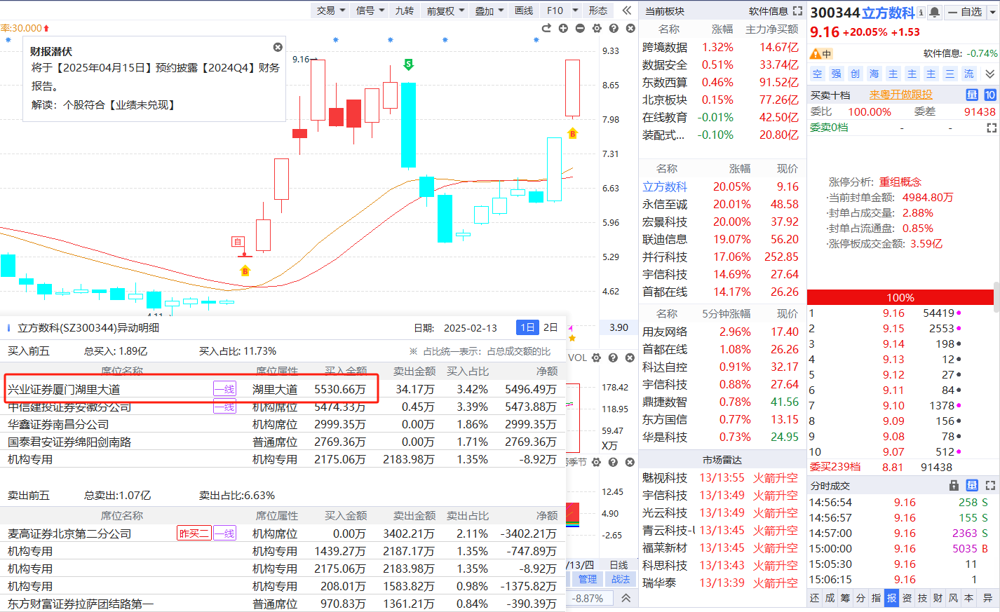 交易 信号 九转 前复权 叠加 画线 F10 形态
率:30.000
财报潜伏
将于【2025年04月15日】预约披露【2024Q4】财务
报告。
解读：个股符合【业绩未兑现】
9.16
S
B
自
B
9.33
8.65
7.98
7.31
6.63
5.96
5.29
4.62
3.90
立方数科(SZ300344)异动明细 日期: 2025-02-13 1日 2日
买入前五 总买入: 1.89亿 买入占比: 11.73% ※ 占比统一表示：占总成交额的比
席位名称 席位属性 买入金额 卖出金额 买入占比 净额
兴业证券厦门湖里大道 一线 湖里大道 5530.66万 34.17万 3.42% 5496.49万
中信建投证券安徽分公司 一线 机构席位 5474.33万 0.45万 3.39% 5473.88万
华鑫证券南昌分公司 机构席位 2999.35万 0.00万 1.86% 2999.35万
国泰君安证券绵阳剑南路 普通席位 2769.36万 0.00万 1.71% 2769.36万
机构专用 机构专用 2175.06万 2183.98万 1.35% -8.92万
卖出前五 总卖出:1.07亿 卖出占比:6.63%
席位名称 席位属性 买入金额 卖出金额 卖出占比 净额
麦高证券北京第二分公司 昨买二 一线 机构席位 0.00万 3402.21万 2.11% -3402.21万
机构专用 机构专用 1439.27万 2187.17万 1.35% -747.89万
机构专用 机构专用 2175.06万 2183.98万 1.35% -8.92万
机构专用 机构专用 208.01万 1583.82万 0.98% -1375.82万
东方财富证券拉萨团结路第一 普通席位 970.83万 1361.21万 0.84% -390.39万
VOL
178.42
118.95
59.47
X万
季节
12.45
4.90
-2.65
/13/四 日线
管理 战法
-8.87%
当前板块 软件信息
名称 涨幅 主力净买额
跨境数据 1.32% 14.67亿
数据安全 0.51% 33.74亿
东数西算 0.46% 91.52亿
北京板块 0.15% 77.26亿
在线教育 -0.01% 42.50亿
装配式... -0.10% 20.80亿
名称 涨幅 现价
立方数科 20.05% 9.16
永信至诚 20.01% 48.58
宏景科技 20.00% 37.92
联迪信息 19.07% 56.20
并行科技 17.06% 252.85
宇信科技 14.69% 27.64
首都在线 14.17% 26.26
名称 5分钟涨幅 现价
用友网络 2.96% 17.40
首都在线 1.08% 26.26
科达自控 0.91% 32.17
宇信科技 0.88% 27.64
鼎捷数智 0.78% 41.56
东方国信 0.77% 13.15
华是科技 0.73% 24.95
市场雷达
魅视科技 13/13:55 火箭升空
宇信科技 13/13:49 火箭升空
光云科技 13/13:49 火箭升空
青云科技-U 13/13:45 火箭升空
福莱新材 13/13:45 火箭升空
科思科技 13/13:43 火箭升空
瑞华泰 13/13:39 火箭升空
300344 立方数科 自选
9.16 +20.05% +1.53
中 软件信息: -0.74%
空 强 创 海 主 主 主 三 流
买卖十档 来粤开做跟投 量 10
委比 100.00% 委差 91438
委卖0档 - -
涨停分析: 重组概念
·当前封单金额: 4984.80万
·封单占成交量: 2.88%
·封单占流通盘: 0.85%
·涨停板成交金额: 3.59亿
100%
1 9.16 54419
2 9.15 2553
3 9.14 198
4 9.13 12
5 9.12 27
6 9.11 84
7 9.10 1378
8 9.09 156
9 9.08 78
10 9.07 512
委买239档 8.81 91438
分时成交 量
14:56:54 9.16 258 S
14:56:57 9.16 155 S
14:57:00 9.16 2363 S
15:00:00 9.16 5035 B
15:05:30 9.16 11
15:06:15 9.16 1
还 成 筹 分 指 报 资 技 财 风 本 异